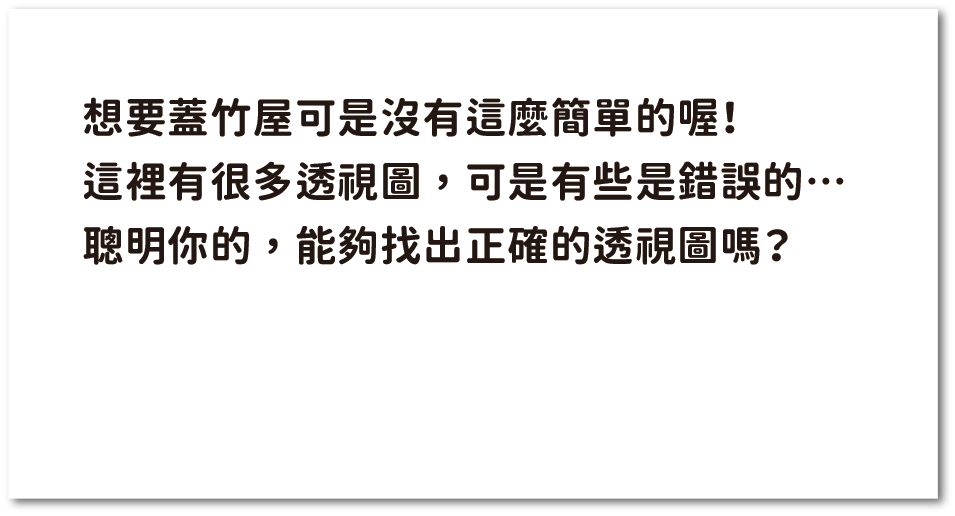 想要蓋竹屋可是沒有這麼簡單的喔！
這裡有很多透視圖，可是有些是錯誤的…
聰明你的，能夠找出正確的透視圖嗎？